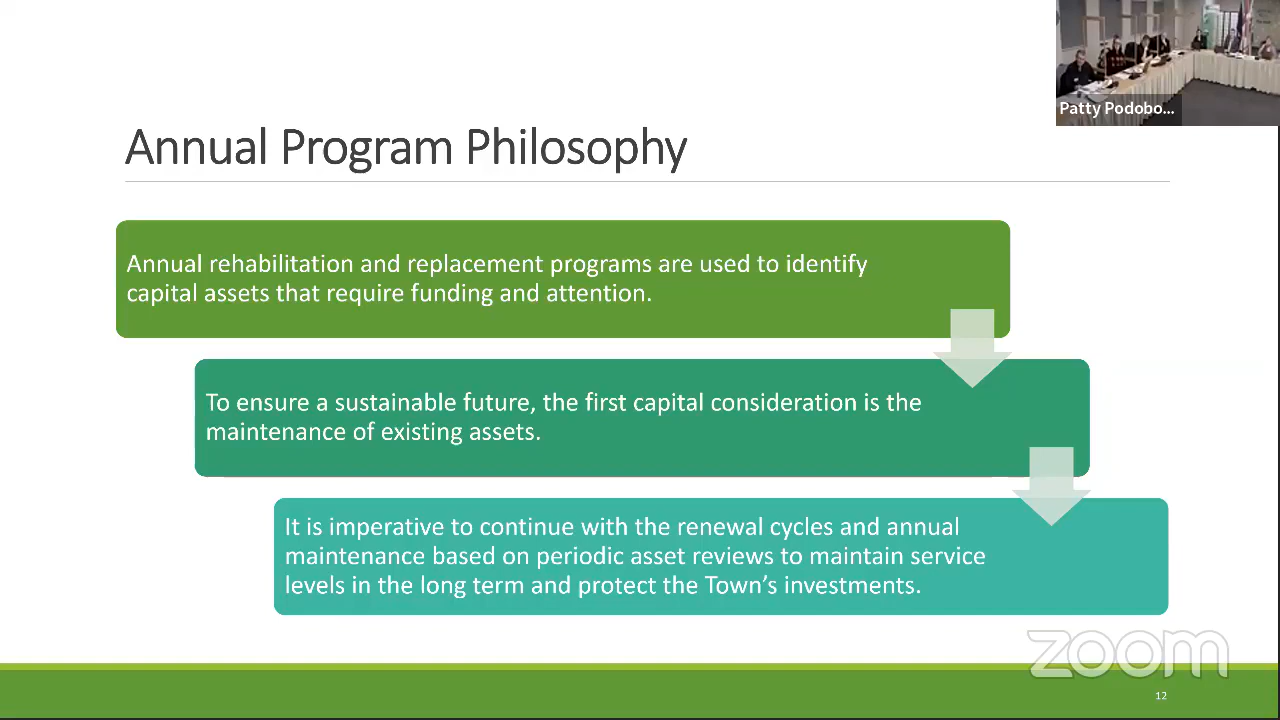 Patty Podobo...
Annual Program Philosophy
Annual rehabilitation and replacement programs are used to identify
capital assets that require funding and attention.
To ensure a sustainable future, the first capital consideration is the
maintenance of existing assets.
It is imperative to continue with the renewal cycles and annual
maintenance based on periodic asset reviews to maintain service
levels in the long term and protect the Town’s investments.
zoom
12